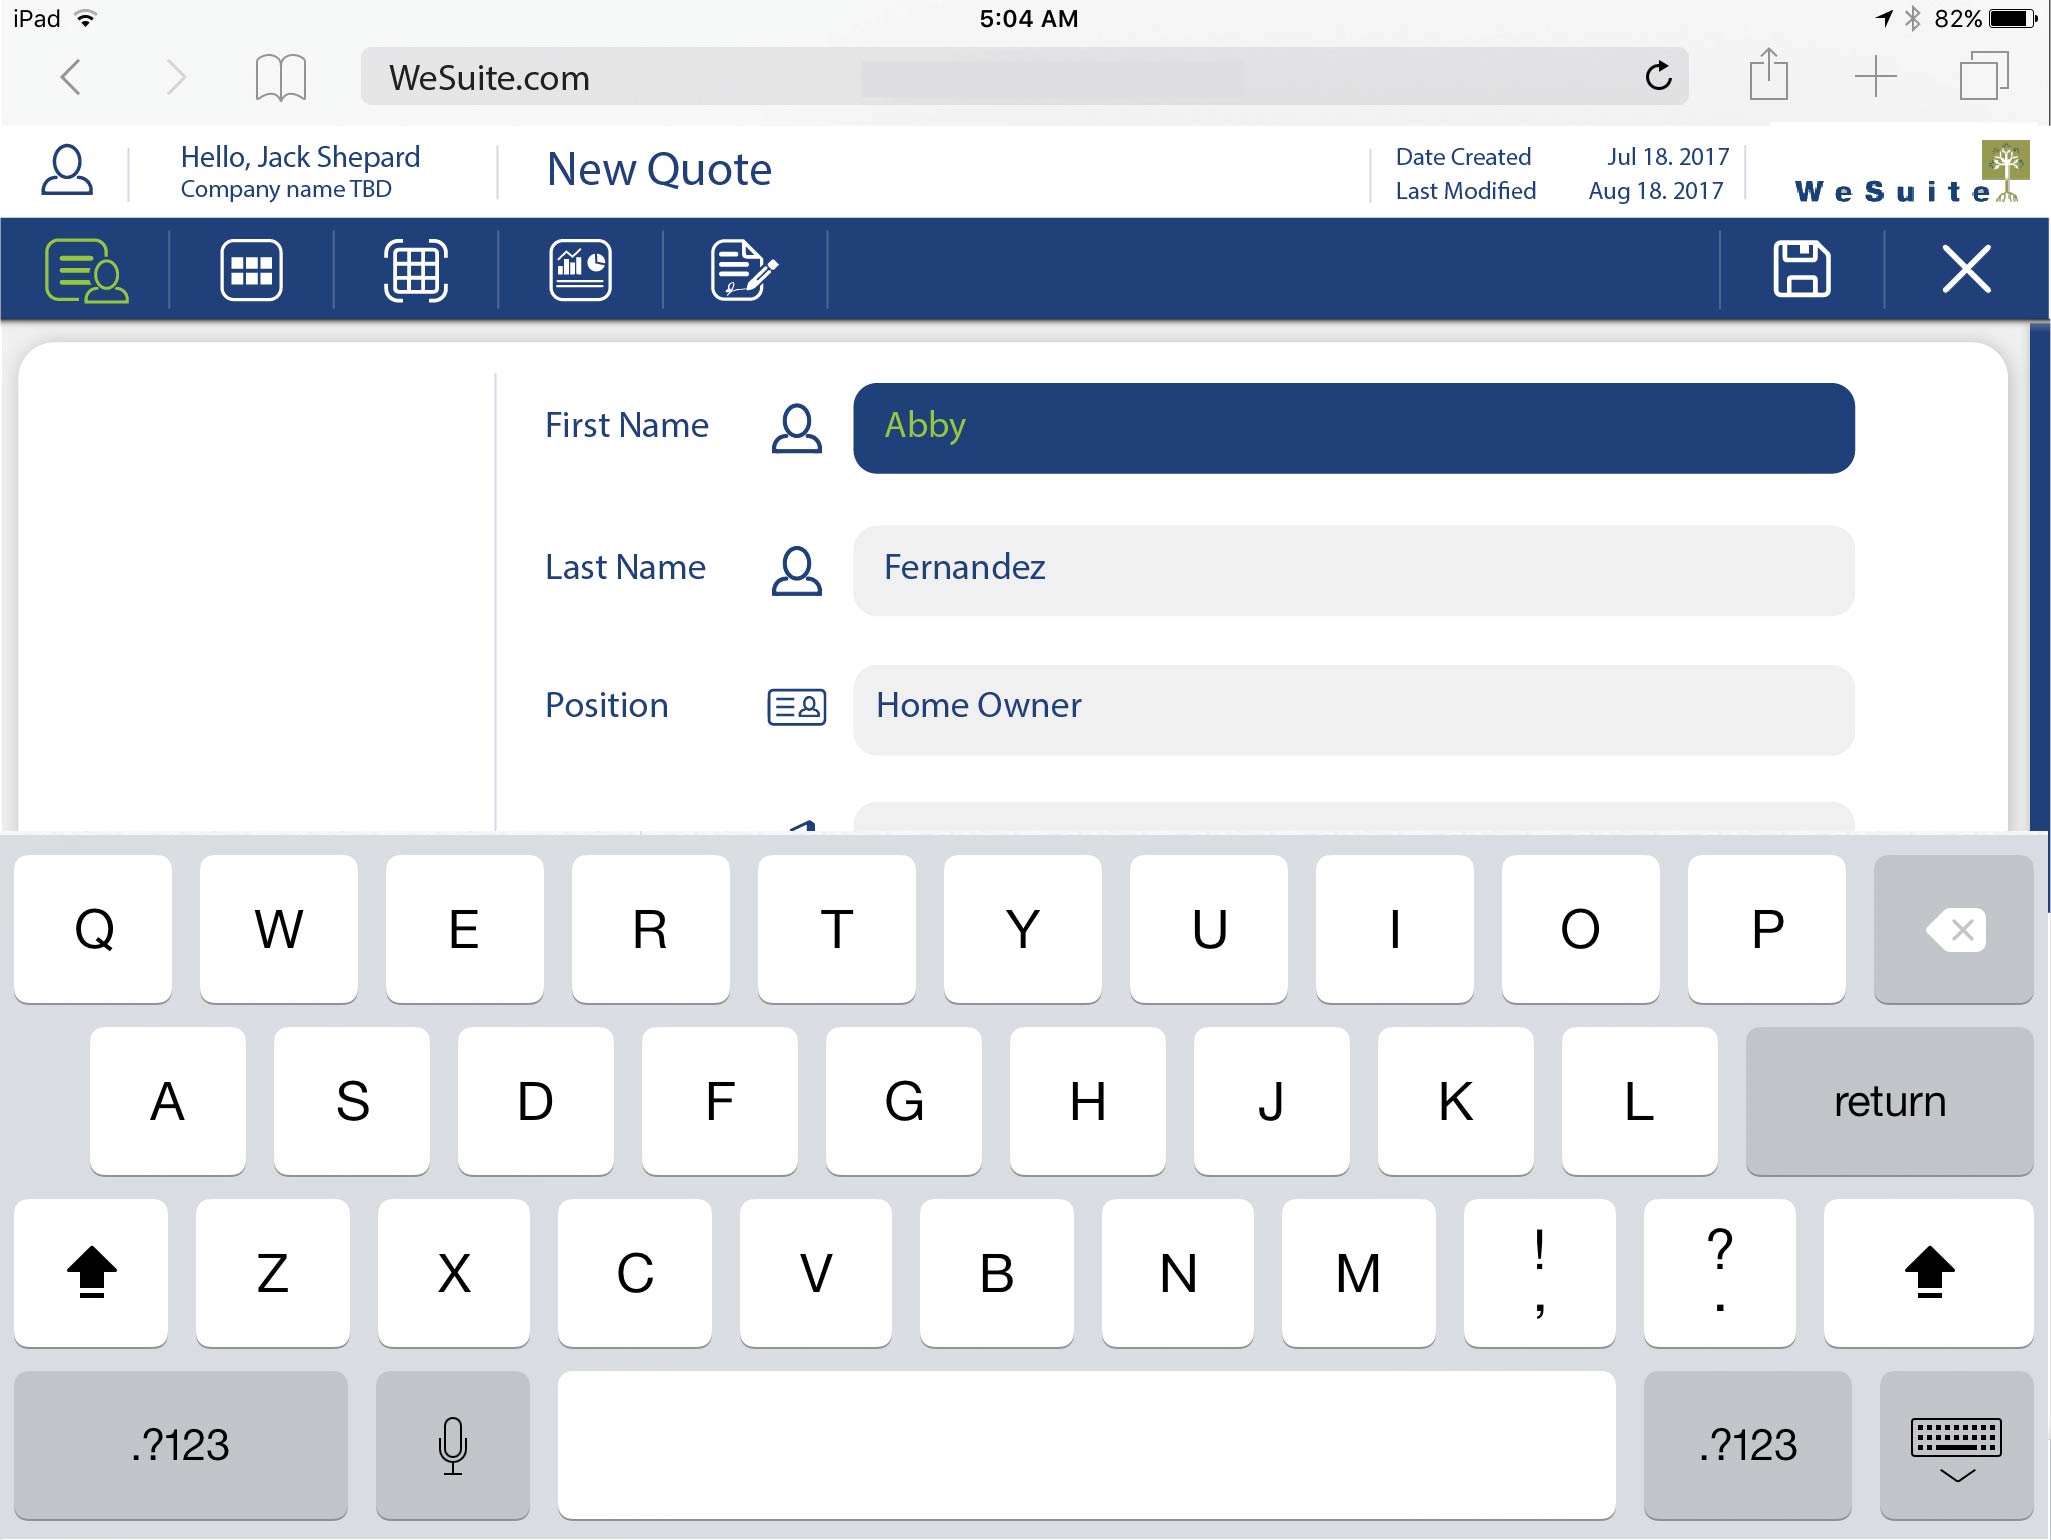 iPad 5:04 AM 82%
WeSuite.com
Hello, Jack Shepard
Company name TBD
New Quote
Date Created Jul 18. 2017
Last Modified Aug 18. 2017
WeSuite
First Name Abby
Last Name Fernandez
Position Home Owner
Q W E R T Y U I O P
A S D F G H J K L return
Z X C V B N M ! , ? .
.?123 .?123